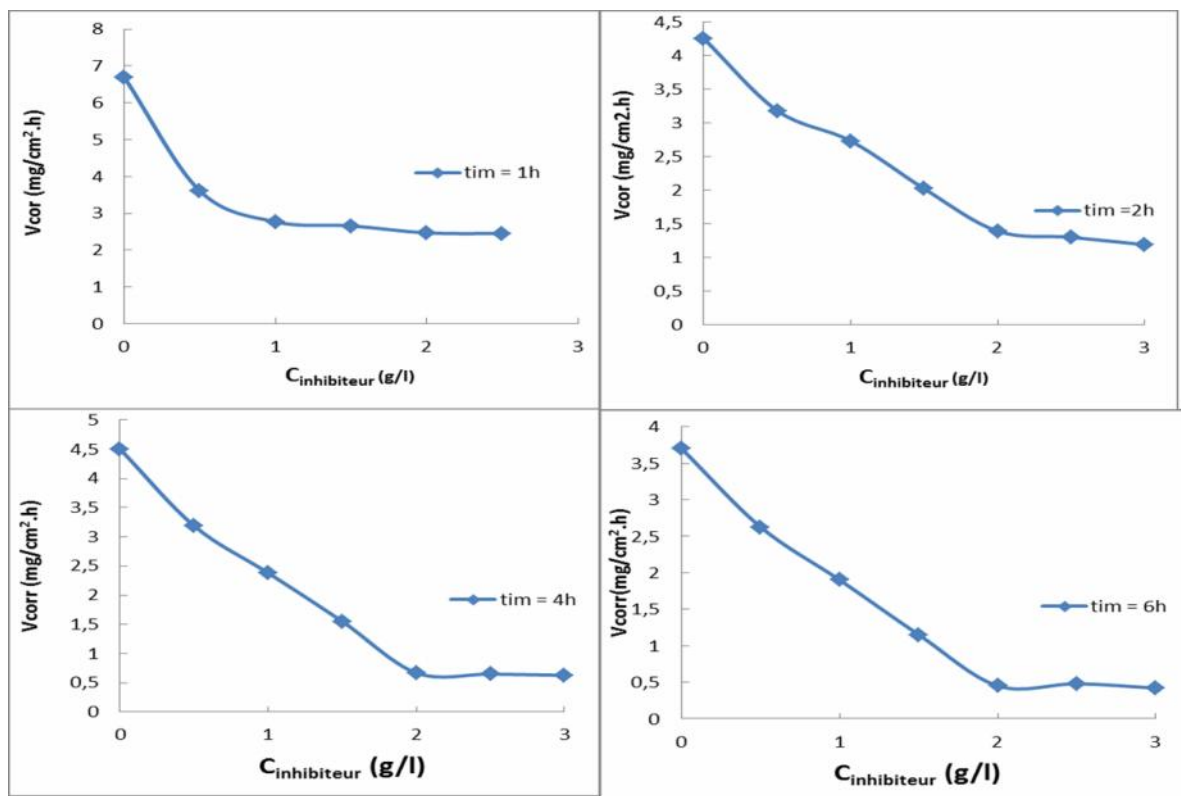 8
7
6
5
4
3
2
1
0
Vcor (mg/cm².h)
tim = 1h
0 1 2 3
Cinhibiteur (g/l)
4,5
4
3,5
3
2,5
2
1,5
1
0,5
0
Vcor (mg/cm2.h)
tim =2h
0 1 2 3
Cinhibiteur (g/l)
5
4,5
4
3,5
3
2,5
2
1,5
1
0,5
0
Vcorr (mg/cm².h)
tim = 4h
0 1 2 3
Cinhibiteur (g/l)
4
3,5
3
2,5
2
1,5
1
0,5
0
Vcorr(mg/cm².h)
tim = 6h
0 1 2 3
Cinhibiteur (g/l)